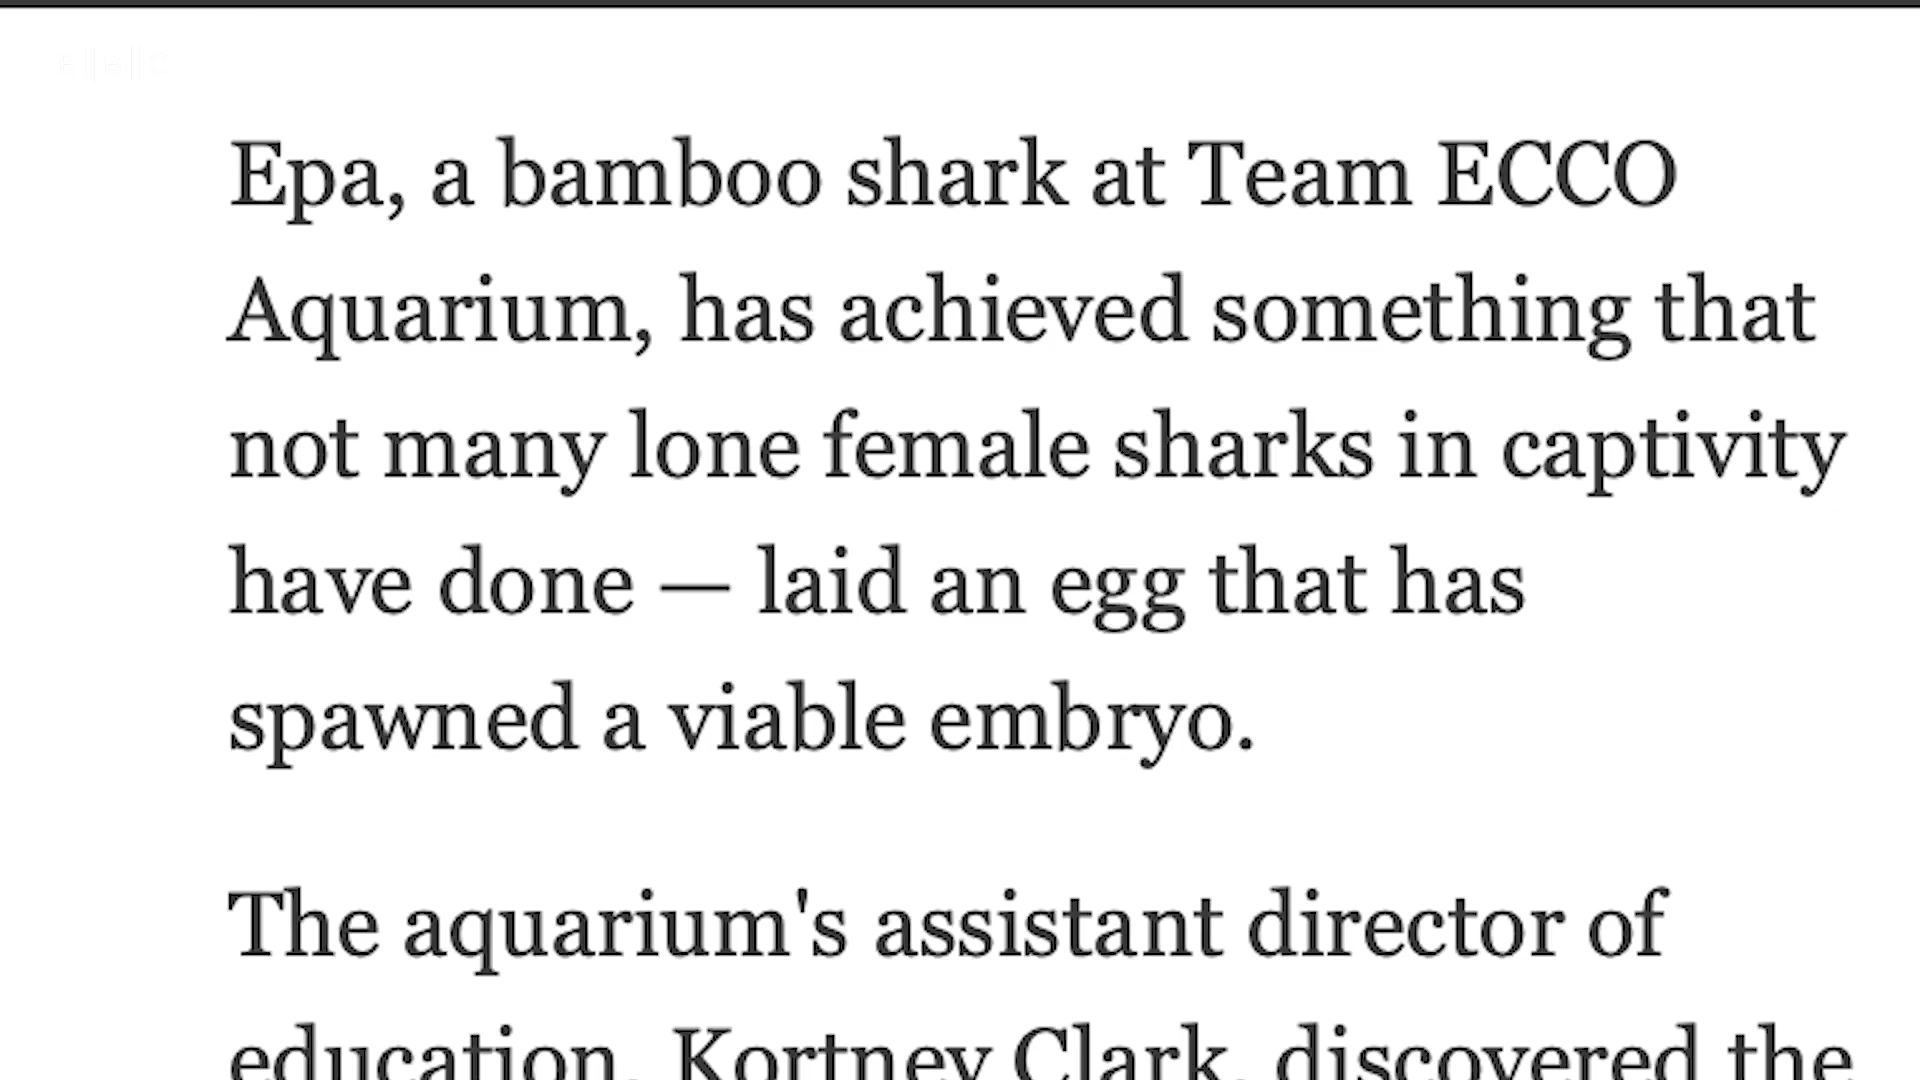 Epa, a bamboo shark at Team ECCO
Aquarium, has achieved something that
not many lone female sharks in captivity
have done — laid an egg that has
spawned a viable embryo.
The aquarium's assistant director of
education, Kortney Clark, discovered the